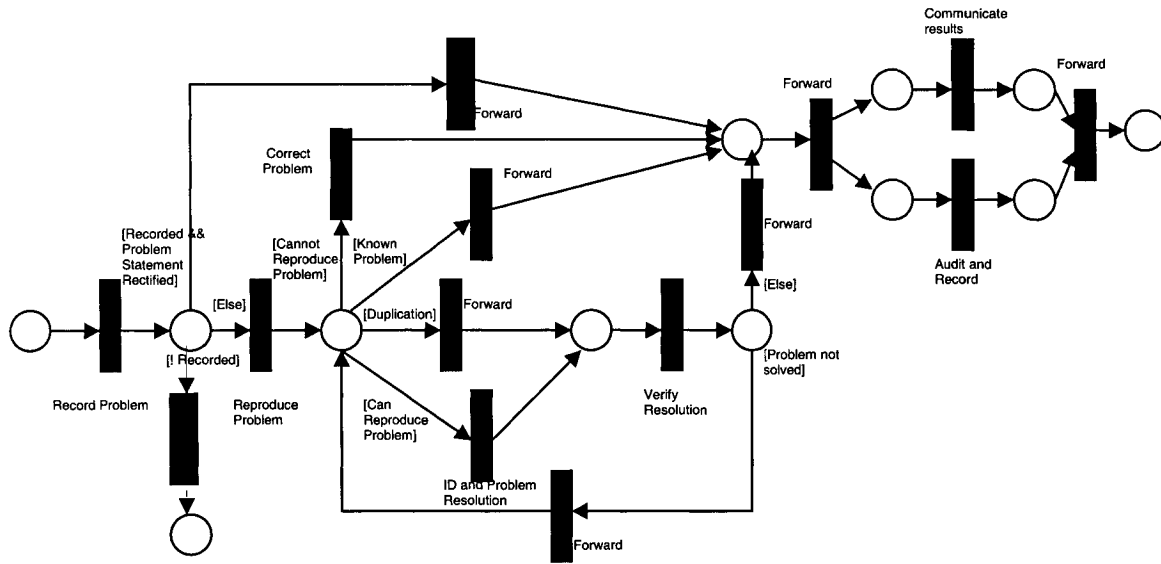 Communicate
results
Forward
Forward
Forward
Correct
Problem
Forward
Forward
[Recorded &&
Problem
Statement
Rectified]
[Cannot
Reproduce
Problem]
[Known
Problem]
Audit and
Record
[Else]
[Else]
[Duplication]
Forward
[! Recorded]
[Problem not
solved]
Record Problem
Reproduce
Problem
[Can
Reproduce
Problem]
Verify
Resolution
ID and Problem
Resolution
Forward